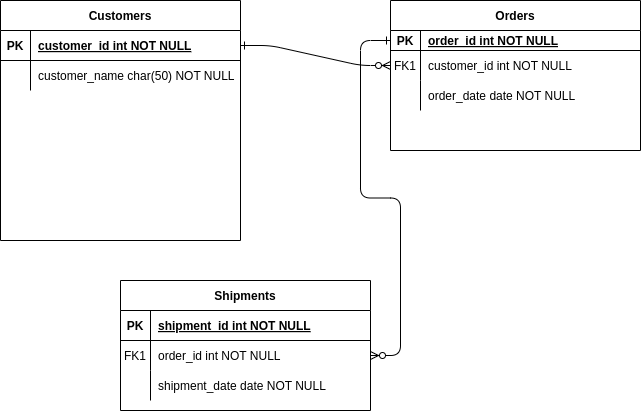 Customers
PK customer_id int NOT NULL
customer_name char(50) NOT NULL
Orders
PK order_id int NOT NULL
FK1 customer_id int NOT NULL
order_date date NOT NULL
Shipments
PK shipment_id int NOT NULL
FK1 order_id int NOT NULL
shipment_date date NOT NULL